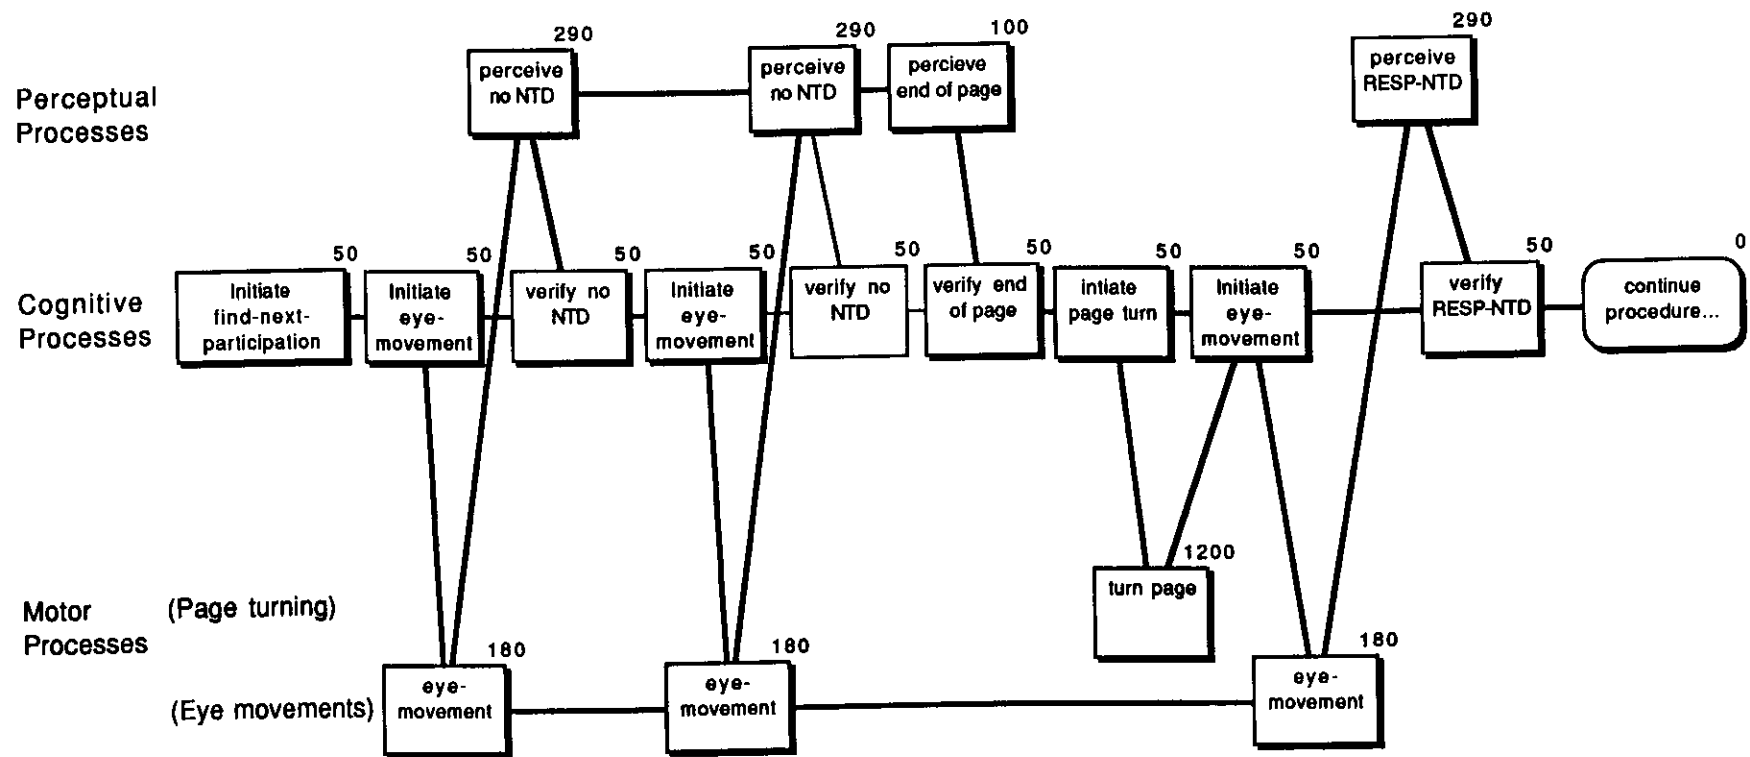 290
perceive
no NTD
290
perceive
no NTD
100
percieve
end of page
290
perceive
RESP-NTD
Perceptual
Processes
Cognitive
Processes
50
Initiate
find-next-
participation
50
Initiate
eye-
movement
50
verify no
NTD
50
Initiate
eye-
movement
50
verify no
NTD
50
verify end
of page
50
intiate
page turn
50
Initiate
eye-
movement
50
verify
RESP-NTD
0
continue
procedure...
Motor
Processes
(Page turning)
1200
turn page
(Eye movements)
180
eye-
movement
180
eye-
movement
180
eye-
movement